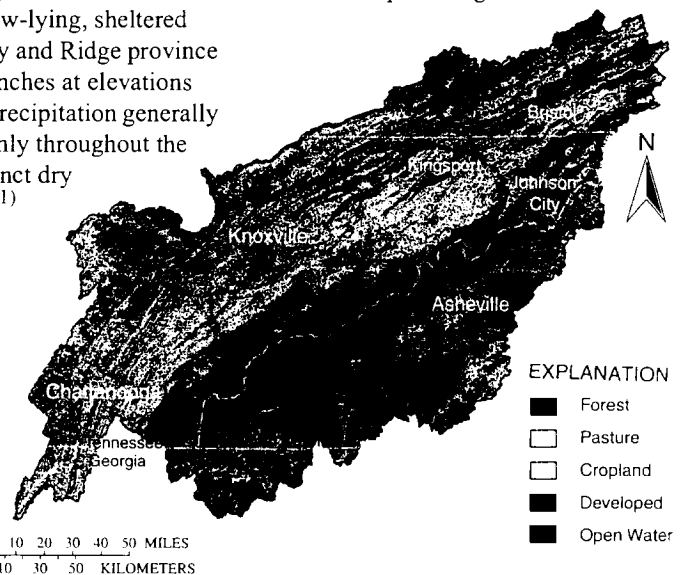 w-lying, sheltered
y and Ridge province
nches at elevations
recipitation generally
nly throughout the
nct dry
1)
Bristol
N
Kingsport
Johnson
City
Knoxville
Asheville
Chattanooga
Tennessee
Georgia
EXPLANATION
Forest
Pasture
Cropland
Developed
Open Water
10 20 30 40 50 MILES
10 30 50 KILOMETERS